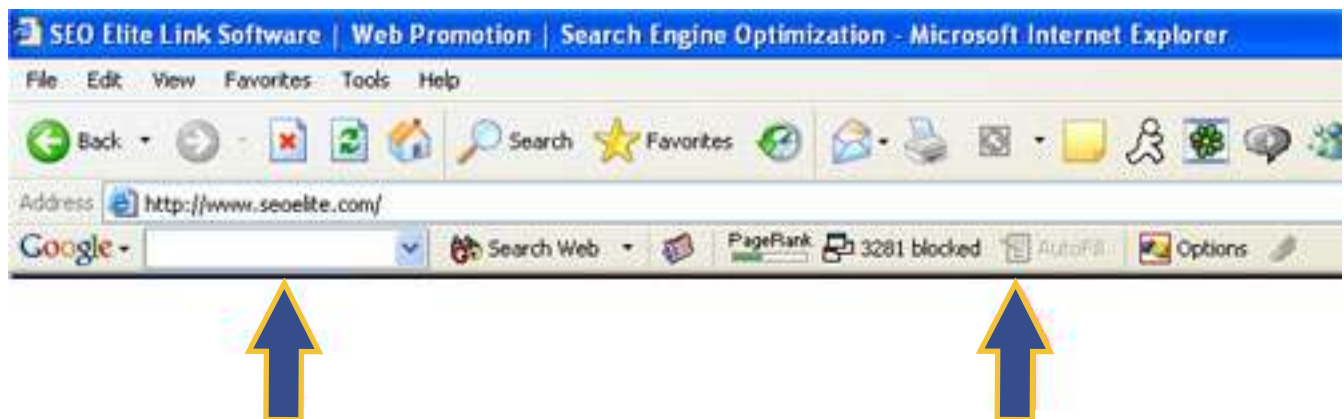 SEO Elite Link Software | Web Promotion | Search Engine Optimization - Microsoft Internet Explorer
File Edit View Favorites Tools Help
Back Search Favorites
Address http://www.seoelite.com/
Google Search Web PageRank 3281 blocked AutoFill Options